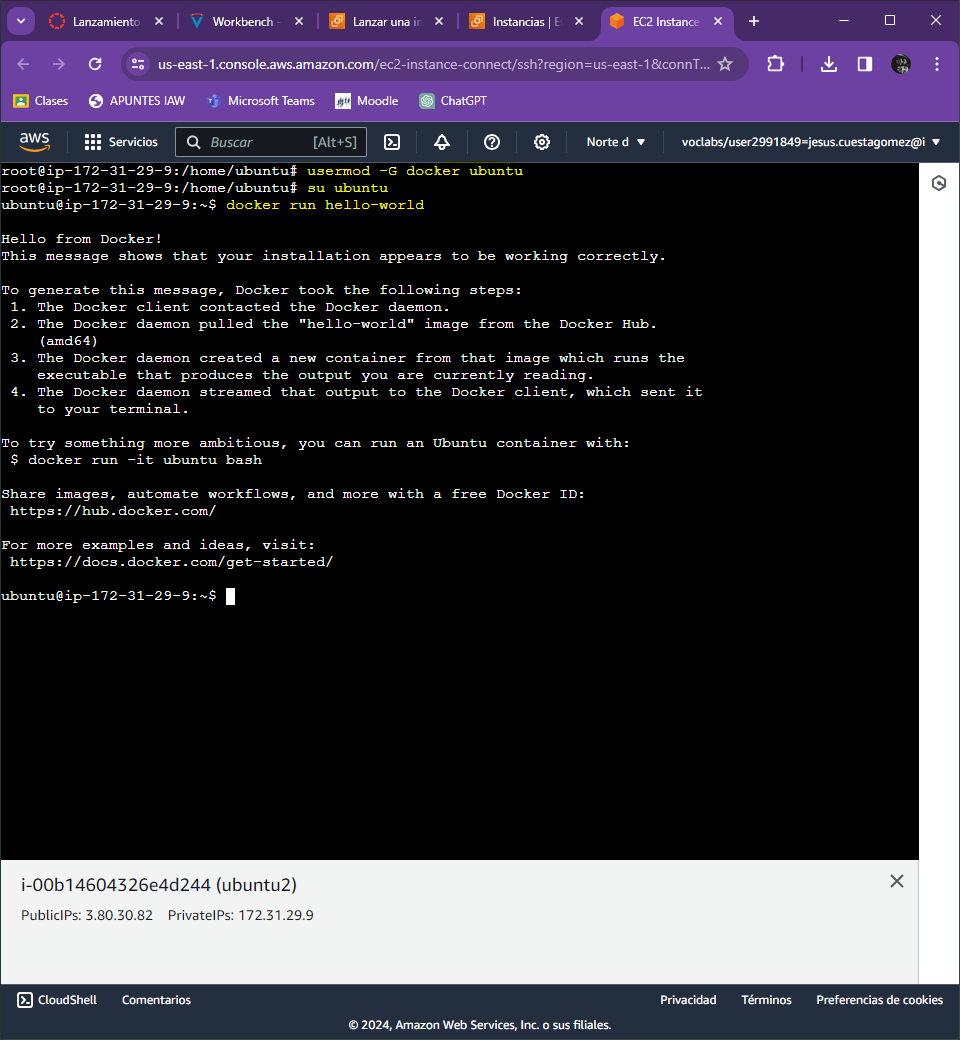 Lanzamiento
Workbench -
Lanzar una in
Instancias | E
EC2 Instance
us-east-1.console.aws.amazon.com/ec2-instance-connect/ssh?region=us-east-1&connT...
Clases
APUNTES IAW
Microsoft Teams
Moodle
ChatGPT
aws
Servicios
Buscar
[Alt+S]
Norte d
voclabs/user2991849=jesus.cuestagomez@i
root@ip-172-31-29-9:/home/ubuntu# usermod -G docker ubuntu
root@ip-172-31-29-9:/home/ubuntu# su ubuntu
ubuntu@ip-172-31-29-9:~$ docker run hello-world
Hello from Docker!
This message shows that your installation appears to be working correctly.
To generate this message, Docker took the following steps:
1. The Docker client contacted the Docker daemon.
2. The Docker daemon pulled the "hello-world" image from the Docker Hub.
(amd64)
3. The Docker daemon created a new container from that image which runs the
executable that produces the output you are currently reading.
4. The Docker daemon streamed that output to the Docker client, which sent it
to your terminal.
To try something more ambitious, you can run an Ubuntu container with:
$ docker run -it ubuntu bash
Share images, automate workflows, and more with a free Docker ID:
https://hub.docker.com/
For more examples and ideas, visit:
https://docs.docker.com/get-started/
ubuntu@ip-172-31-29-9:~$
i-00b14604326e4d244 (ubuntu2)
PublicIPs: 3.80.30.82 PrivateIPs: 172.31.29.9
CloudShell
Comentarios
Privacidad
Términos
Preferencias de cookies
© 2024, Amazon Web Services, Inc. o sus filiales.